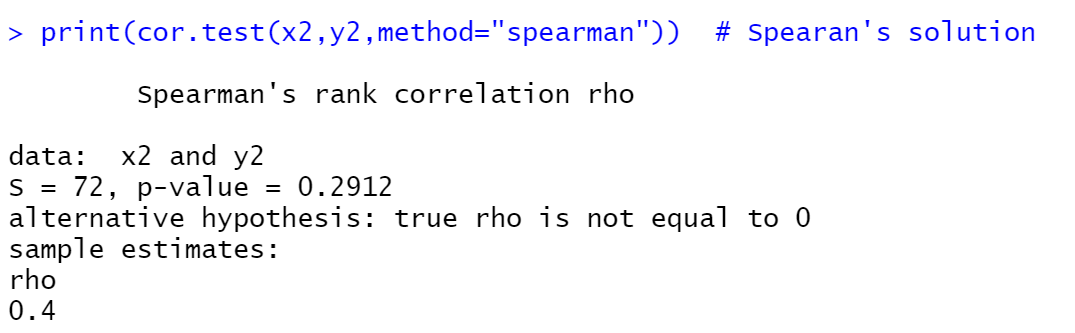 > print(cor.test(x2,y2,method="spearman"))  # Spearan's solution
Spearman's rank correlation rho
data:  x2 and y2
S = 72, p-value = 0.2912
alternative hypothesis: true rho is not equal to 0
sample estimates:
rho
0.4